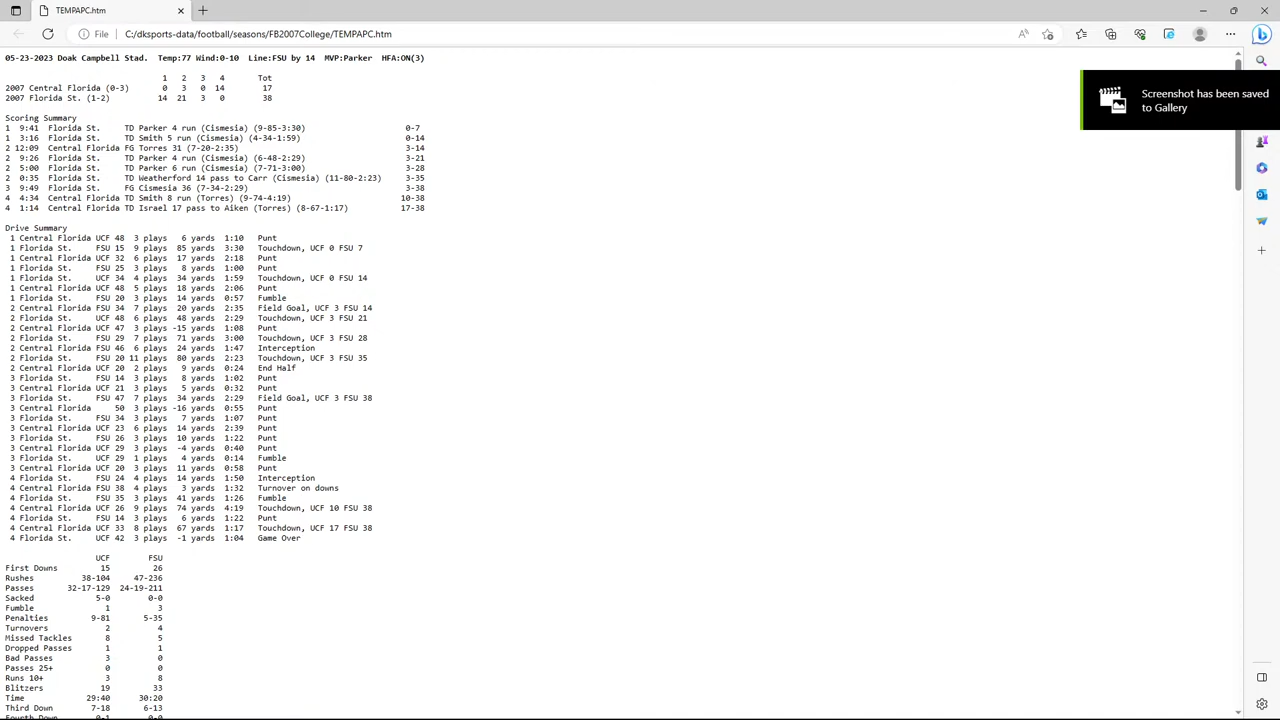 TEMPAPC.htm
File C:/dksports-data/football/seasons/FB2007College/TEMPAPC.htm
05-23-2023 Doak Campbell Stad. Temp:77 Wind:0-10 Line:FSU by 14 MVP:Parker HFA:ON(3)
1 2 3 4 Tot
2007 Central Florida (0-3) 0 3 0 14 17
2007 Florida St. (1-2) 14 21 3 0 38
Screenshot has been saved
to Gallery
Scoring Summary
1 9:41 Florida St. TD Parker 4 run (Cismesia) (9-85-3:30) 0-7
1 3:16 Florida St. TD Smith 5 run (Cismesia) (4-34-1:59) 0-14
2 12:09 Central Florida FG Torres 31 (7-20-2:35) 3-14
2 9:26 Florida St. TD Parker 4 run (Cismesia) (6-48-2:29) 3-21
2 5:00 Florida St. TD Parker 6 run (Cismesia) (7-71-3:00) 3-28
2 0:35 Florida St. TD Weatherford 14 pass to Carr (Cismesia) (11-80-2:23) 3-35
3 9:49 Florida St. FG Cismesia 36 (7-34-2:29) 3-38
4 4:34 Central Florida TD Smith 8 run (Torres) (9-74-4:19) 10-38
4 1:14 Central Florida TD Israel 17 pass to Aiken (Torres) (8-67-1:17) 17-38
Drive Summary
1 Central Florida UCF 48 3 plays 6 yards 1:10 Punt
1 Florida St. FSU 15 9 plays 85 yards 3:30 Touchdown, UCF 0 FSU 7
1 Central Florida UCF 32 6 plays 17 yards 2:18 Punt
1 Florida St. FSU 25 3 plays 8 yards 1:00 Punt
1 Florida St. UCF 34 4 plays 34 yards 1:59 Touchdown, UCF 0 FSU 14
1 Central Florida UCF 48 5 plays 18 yards 2:06 Punt
1 Florida St. FSU 20 3 plays 14 yards 0:57 Fumble
2 Central Florida FSU 34 7 plays 20 yards 2:35 Field Goal, UCF 3 FSU 14
2 Florida St. UCF 48 6 plays 48 yards 2:29 Touchdown, UCF 3 FSU 21
2 Central Florida UCF 47 3 plays -15 yards 1:08 Punt
2 Florida St. FSU 29 7 plays 71 yards 3:00 Touchdown, UCF 3 FSU 28
2 Central Florida FSU 46 6 plays 24 yards 1:47 Interception
2 Florida St. FSU 20 11 plays 80 yards 2:23 Touchdown, UCF 3 FSU 35
2 Central Florida UCF 20 2 plays 9 yards 0:24 End Half
3 Florida St. FSU 14 3 plays 8 yards 1:02 Punt
3 Central Florida UCF 21 3 plays 5 yards 0:32 Punt
3 Florida St. FSU 47 7 plays 34 yards 2:29 Field Goal, UCF 3 FSU 38
3 Central Florida 50 3 plays -16 yards 0:55 Punt
3 Florida St. FSU 34 3 plays 7 yards 1:07 Punt
3 Central Florida UCF 23 6 plays 14 yards 2:39 Punt
3 Florida St. FSU 26 3 plays 10 yards 1:22 Punt
3 Central Florida UCF 29 3 plays -4 yards 0:40 Punt
3 Florida St. UCF 29 1 plays 4 yards 0:14 Fumble
3 Central Florida UCF 20 3 plays 11 yards 0:58 Punt
4 Florida St. FSU 24 4 plays 14 yards 1:50 Interception
4 Central Florida FSU 38 4 plays 3 yards 1:32 Turnover on downs
4 Florida St. FSU 35 3 plays 41 yards 1:26 Fumble
4 Central Florida UCF 26 9 plays 74 yards 4:19 Touchdown, UCF 10 FSU 38
4 Florida St. FSU 14 3 plays 6 yards 1:22 Punt
4 Central Florida UCF 33 8 plays 67 yards 1:17 Touchdown, UCF 17 FSU 38
4 Florida St. UCF 42 3 plays -1 yards 1:04 Game Over
UCF FSU
First Downs 15 26
Rushes 38-104 47-236
Passes 32-17-129 24-19-211
Sacked 5-0 0-0
Fumble 1 3
Penalties 9-81 5-35
Turnovers 2 4
Missed Tackles 8 5
Dropped Passes 1 1
Bad Passes 3 0
Passes 25+ 0 0
Runs 10+ 3 8
Blitzers 19 33
Time 29:40 30:20
Third Down 7-18 6-13
Fourth Down 0-1 0-0